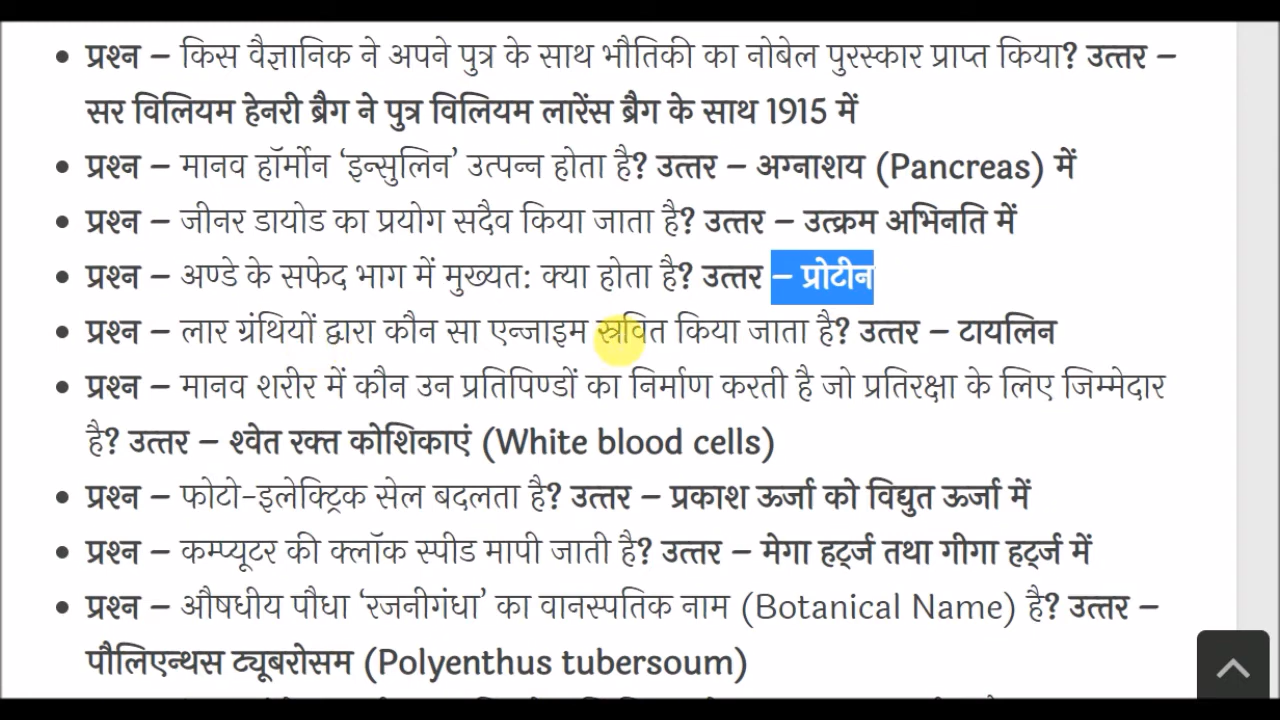 • प्रश्न – किस वैज्ञानिक ने अपने पुत्र के साथ भौतिकी का नोबेल पुरस्कार प्राप्त किया? उत्तर –
सर विलियम हेनरी ब्रैग ने पुत्र विलियम लारेंस ब्रैग के साथ 1915 में
• प्रश्न – मानव हॉर्मोन ‘इन्सुलिन’ उत्पन्न होता है? उत्तर – अग्नाशय (Pancreas) में
• प्रश्न – जीनर डायोड का प्रयोग सदैव किया जाता है? उत्तर – उत्क्रम अभिनति में
• प्रश्न – अण्डे के सफेद भाग में मुख्यत: क्या होता है? उत्तर – प्रोटीन
• प्रश्न – लार ग्रंथियों द्वारा कौन सा एन्जाइम स्रवित किया जाता है? उत्तर – टायलिन
• प्रश्न – मानव शरीर में कौन उन प्रतिपिण्डों का निर्माण करती है जो प्रतिरक्षा के लिए जिम्मेदार
है? उत्तर – श्वेत रक्त कोशिकाएं (White blood cells)
• प्रश्न – फोटो-इलेक्ट्रिक सेल बदलता है? उत्तर – प्रकाश ऊर्जा को विद्युत ऊर्जा में
• प्रश्न – कम्प्यूटर की क्लॉक स्पीड मापी जाती है? उत्तर – मेगा हर्ट्ज तथा गीगा हर्ट्ज में
• प्रश्न – औषधीय पौधा ‘रजनीगंधा’ का वानस्पतिक नाम (Botanical Name) है? उत्तर –
पौलिएन्थस ट्यूबरोसम (Polyenthus tubersoum)